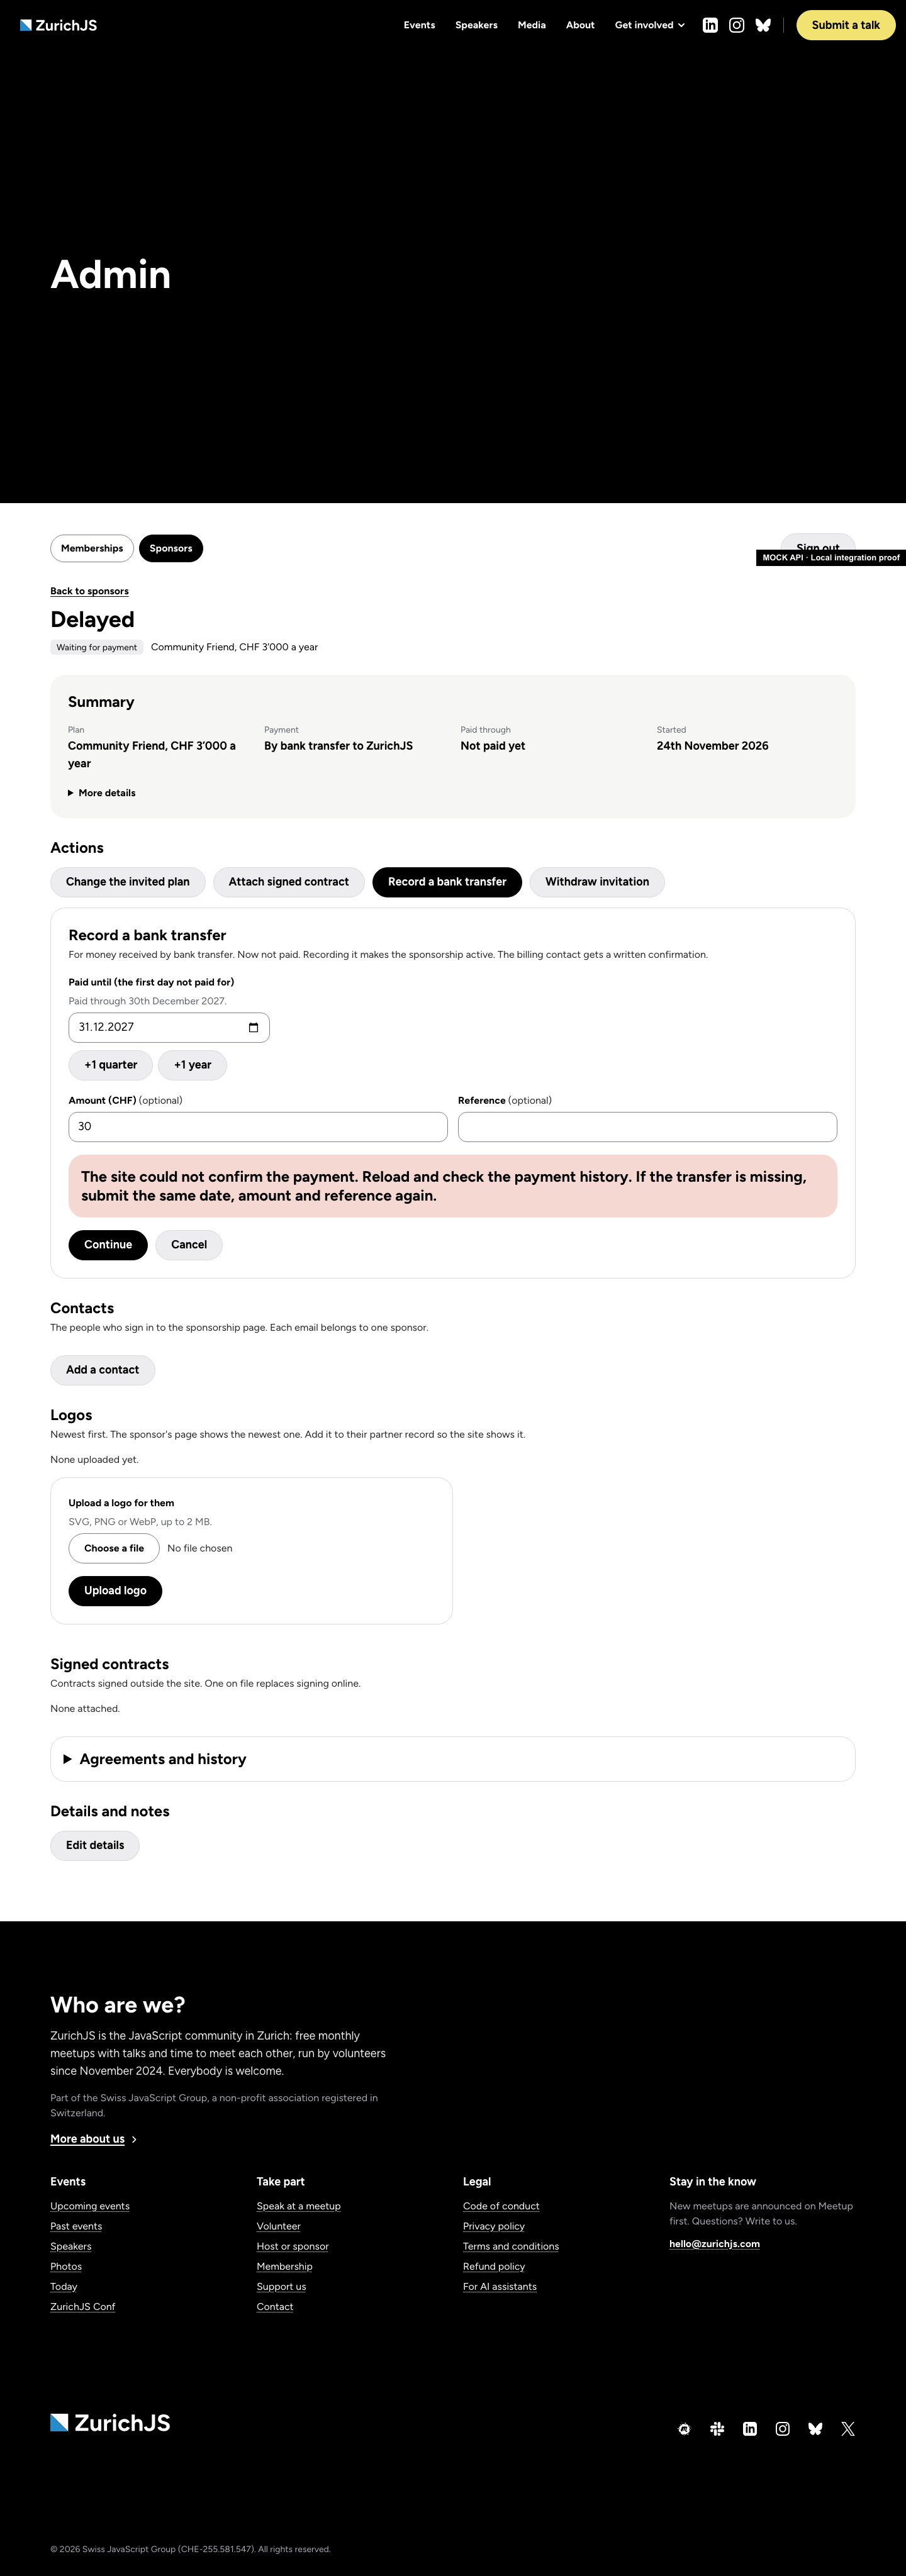 ZurichJS
Events
Speakers
Media
About
Get involved
Submit a talk
Admin
Memberships
Sponsors
Sign out
MOCK API · Local integration proof
Back to sponsors
Delayed
Waiting for payment
Community Friend, CHF 3’000 a year
Summary
Plan
Community Friend, CHF 3’000 a
year
Payment
By bank transfer to ZurichJS
Paid through
Not paid yet
Started
24th November 2026
More details
Actions
Change the invited plan
Attach signed contract
Record a bank transfer
Withdraw invitation
Record a bank transfer
For money received by bank transfer. Now not paid. Recording it makes the sponsorship active. The billing contact gets a written confirmation.
Paid until (the first day not paid for)
Paid through 30th December 2027.
31.12.2027
+1 quarter
+1 year
Amount (CHF) (optional)
Reference (optional)
30
The site could not confirm the payment. Reload and check the payment history. If the transfer is missing,
submit the same date, amount and reference again.
Continue
Cancel
Contacts
The people who sign in to the sponsorship page. Each email belongs to one sponsor.
Add a contact
Logos
Newest first. The sponsor's page shows the newest one. Add it to their partner record so the site shows it.
None uploaded yet.
Upload a logo for them
SVG, PNG or WebP, up to 2 MB.
Choose a file
No file chosen
Upload logo
Signed contracts
Contracts signed outside the site. One on file replaces signing online.
None attached.
Agreements and history
Details and notes
Edit details
Who are we?
ZurichJS is the JavaScript community in Zurich: free monthly
meetups with talks and time to meet each other, run by volunteers
since November 2024. Everybody is welcome.
Part of the Swiss JavaScript Group, a non-profit association registered in
Switzerland.
More about us
Events
Upcoming events
Past events
Speakers
Photos
Today
ZurichJS Conf
Take part
Speak at a meetup
Volunteer
Host or sponsor
Membership
Support us
Contact
Legal
Code of conduct
Privacy policy
Terms and conditions
Refund policy
For AI assistants
Stay in the know
New meetups are announced on Meetup
first. Questions? Write to us.
hello@zurichjs.com
ZurichJS
© 2026 Swiss JavaScript Group (CHE-255.581.547). All rights reserved.